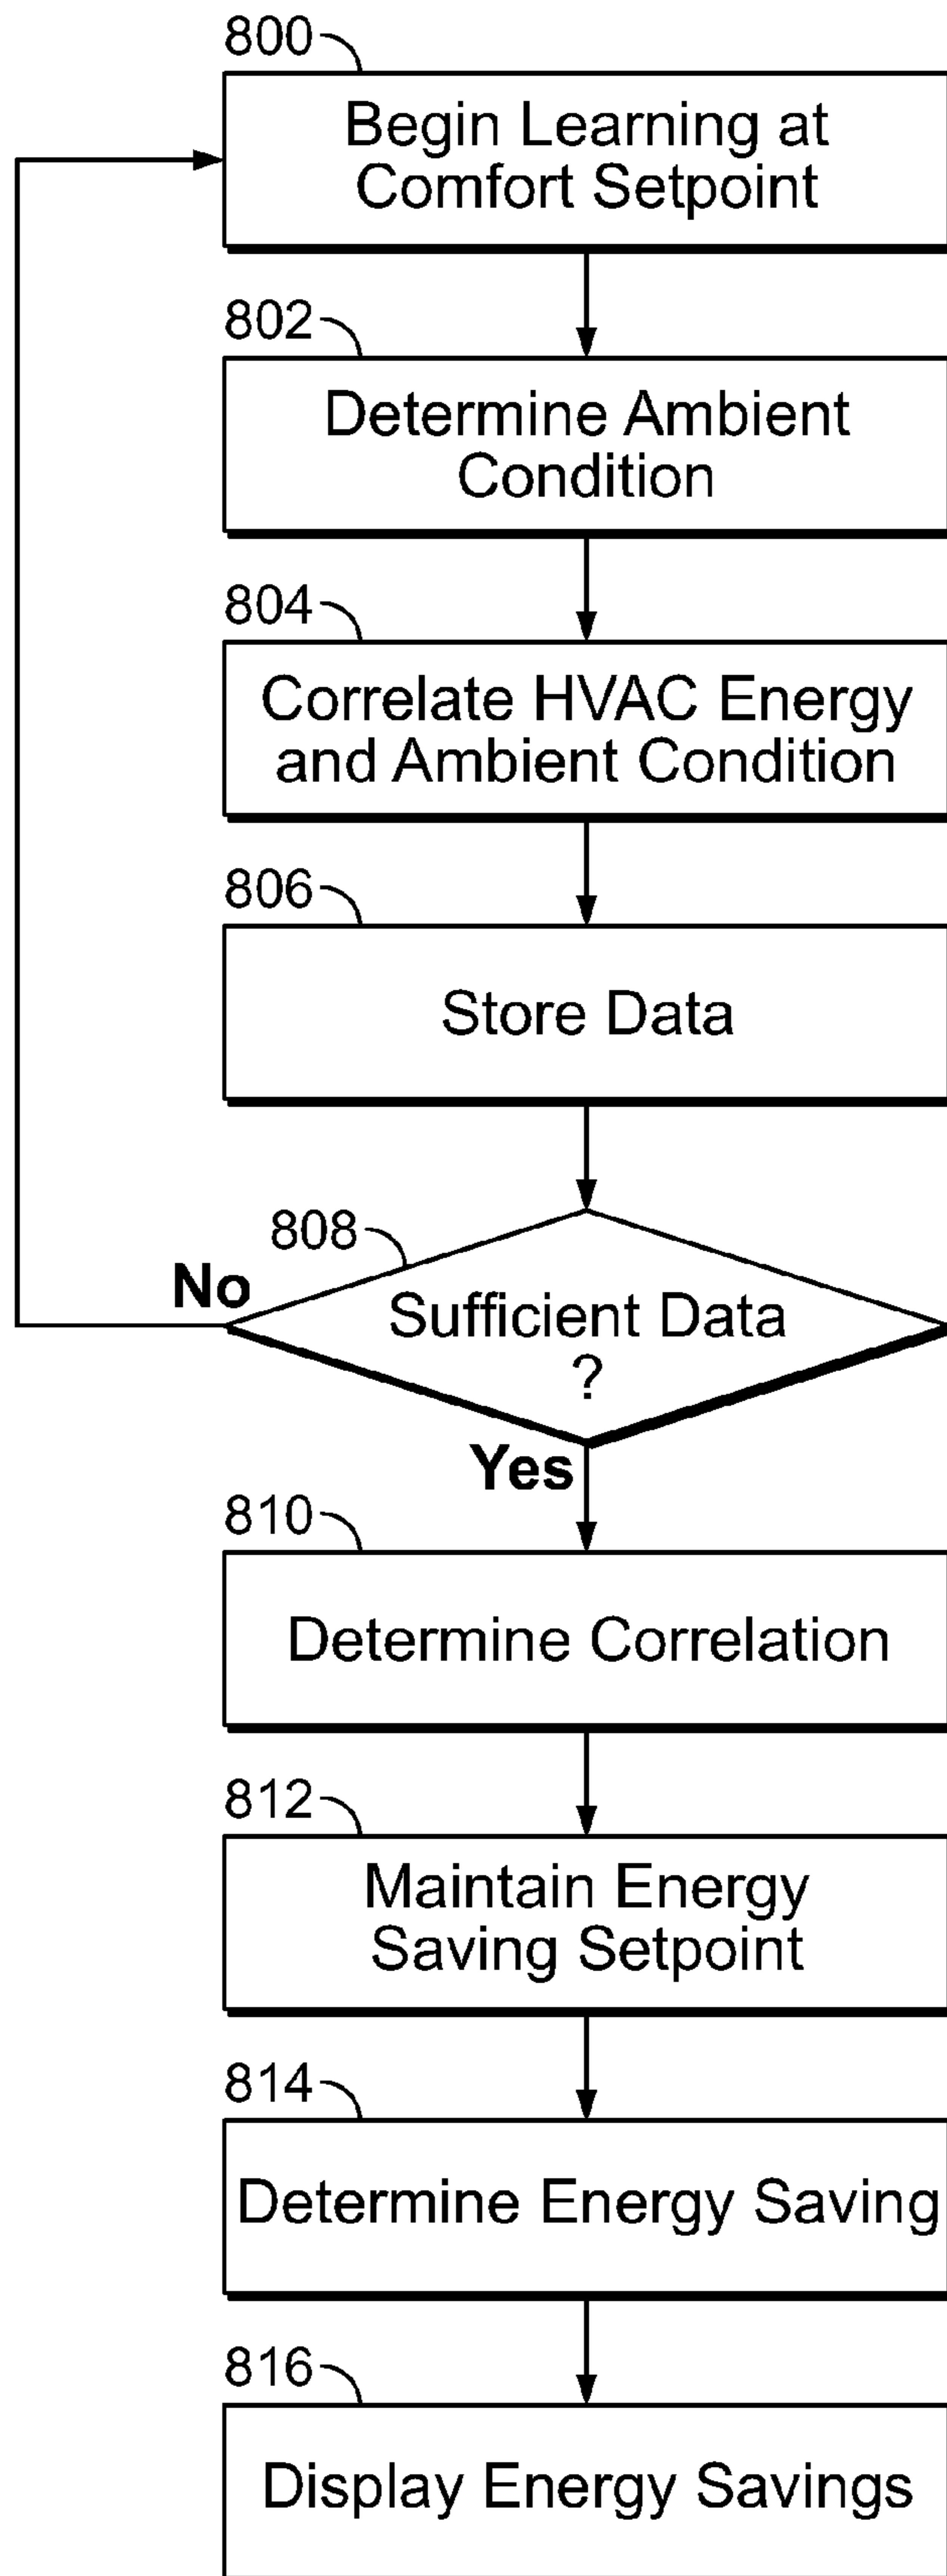 800
Begin Learning at
Comfort Setpoint
802
Determine Ambient
Condition
804
Correlate HVAC Energy
and Ambient Condition
806
Store Data
808
No
Sufficient Data
?
Yes
810
Determine Correlation
812
Maintain Energy
Saving Setpoint
814
Determine Energy Saving
816
Display Energy Savings